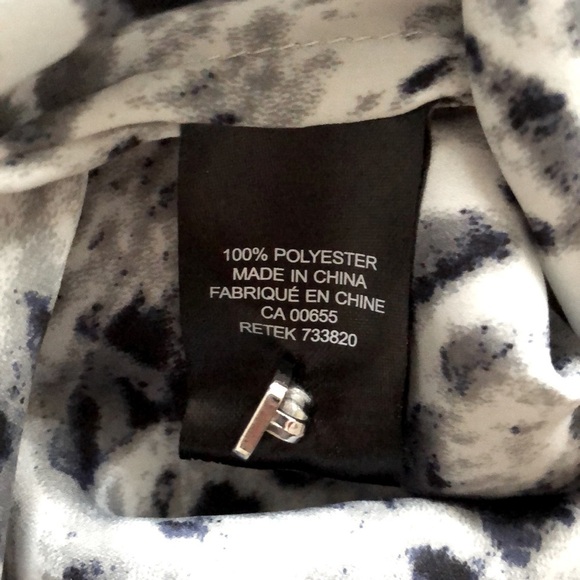 100% POLYESTER
MADE IN CHINA
FABRIQUÉ EN CHINE
CA 00655
RETEK 733820